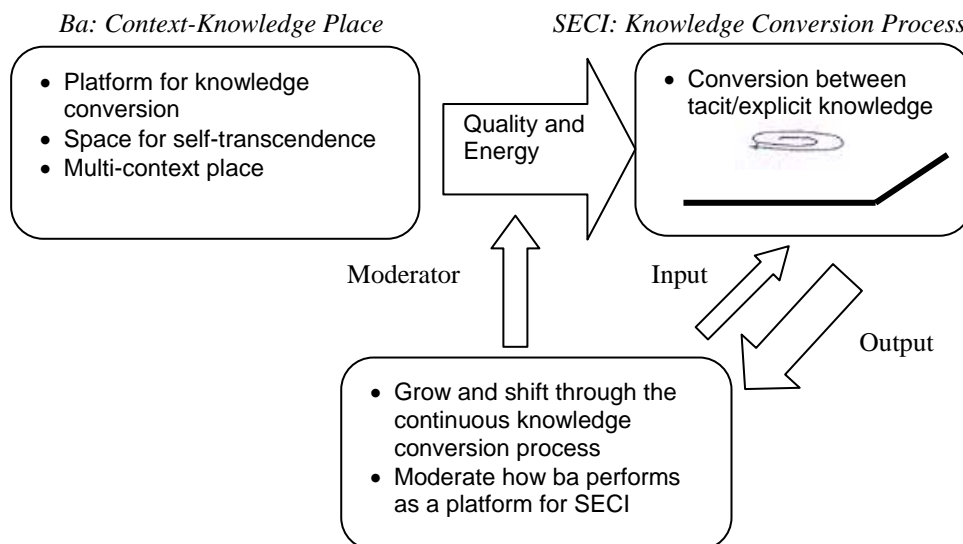 Ba: Context-Knowledge Place
SECI: Knowledge Conversion Process
• Platform for knowledge
conversion
• Space for self-transcendence
• Multi-context place
Quality and
Energy
• Conversion between
tacit/explicit knowledge
Moderator
Input
Output
• Grow and shift through the
continuous knowledge
conversion process
• Moderate how ba performs
as a platform for SECI